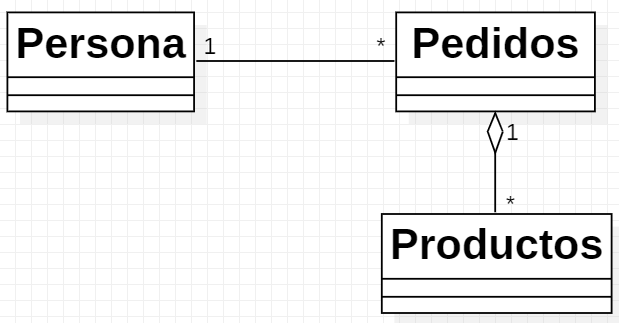 Persona 1 * Pedidos
1
*
Productos